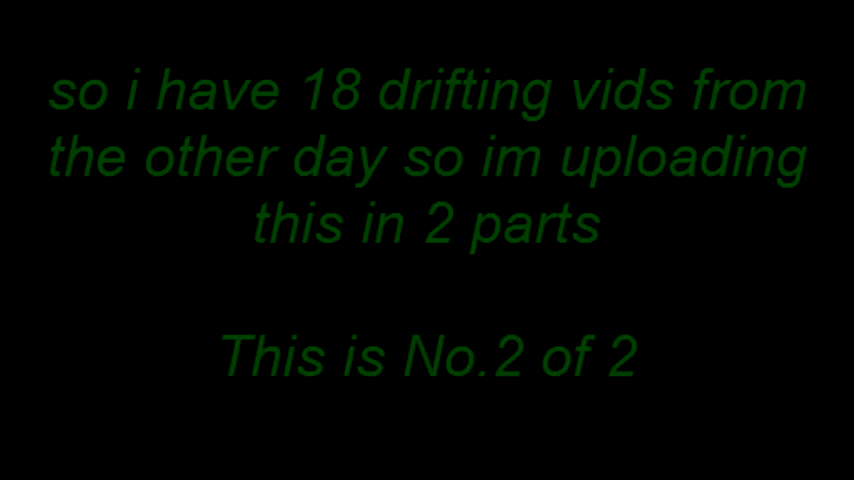 so i have 18 drifting vids from
the other day so im uploading
this in 2 parts
This is No.2 of 2